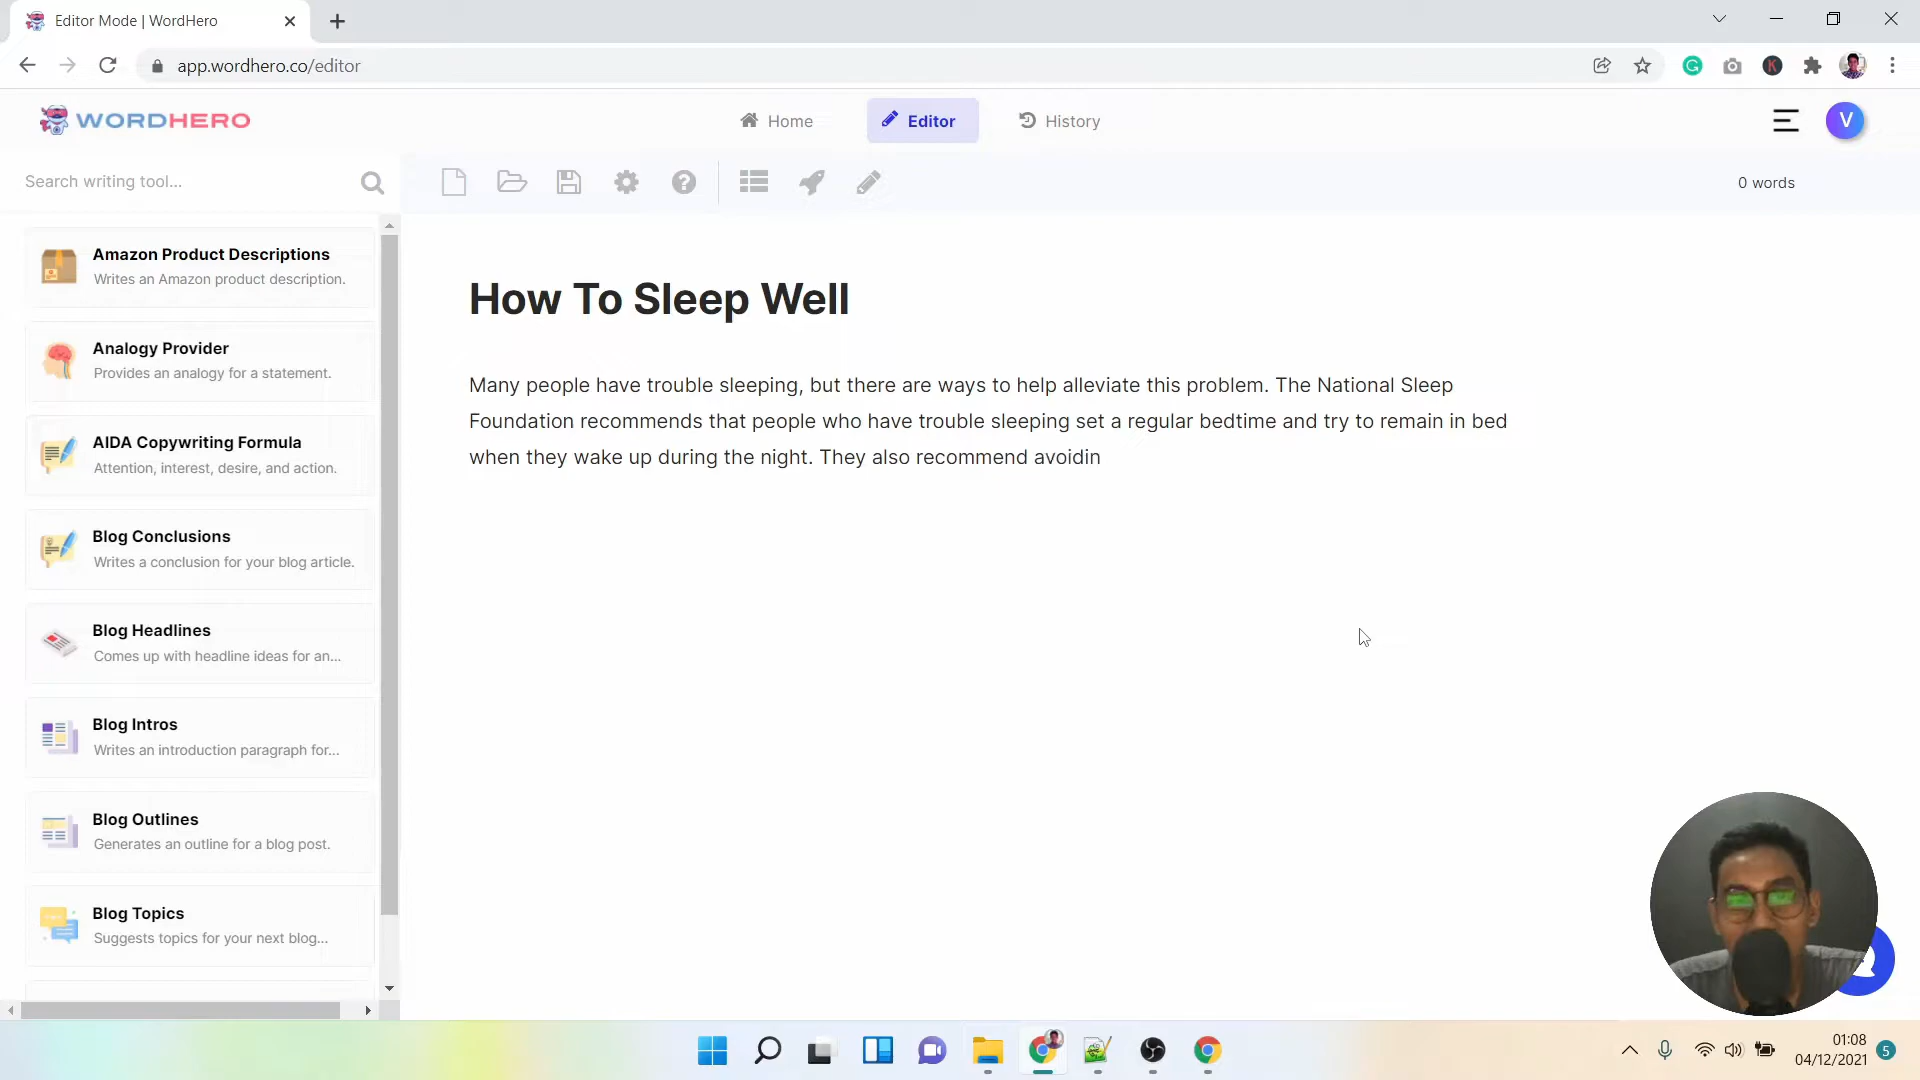 Editor Mode | WordHero
app.wordhero.co/editor
WORDHERO
Home
Editor
History
V
Search writing tool...
0 words
Amazon Product Descriptions
Writes an Amazon product description.
Analogy Provider
Provides an analogy for a statement.
AIDA Copywriting Formula
Attention, interest, desire, and action.
Blog Conclusions
Writes a conclusion for your blog article.
Blog Headlines
Comes up with headline ideas for an...
Blog Intros
Writes an introduction paragraph for...
Blog Outlines
Generates an outline for a blog post.
Blog Topics
Suggests topics for your next blog...
How To Sleep Well
Many people have trouble sleeping, but there are ways to help alleviate this problem. The National Sleep
Foundation recommends that people who have trouble sleeping set a regular bedtime and try to remain in bed
when they wake up during the night. They also recommend avoidin
01:08
04/12/2021
5